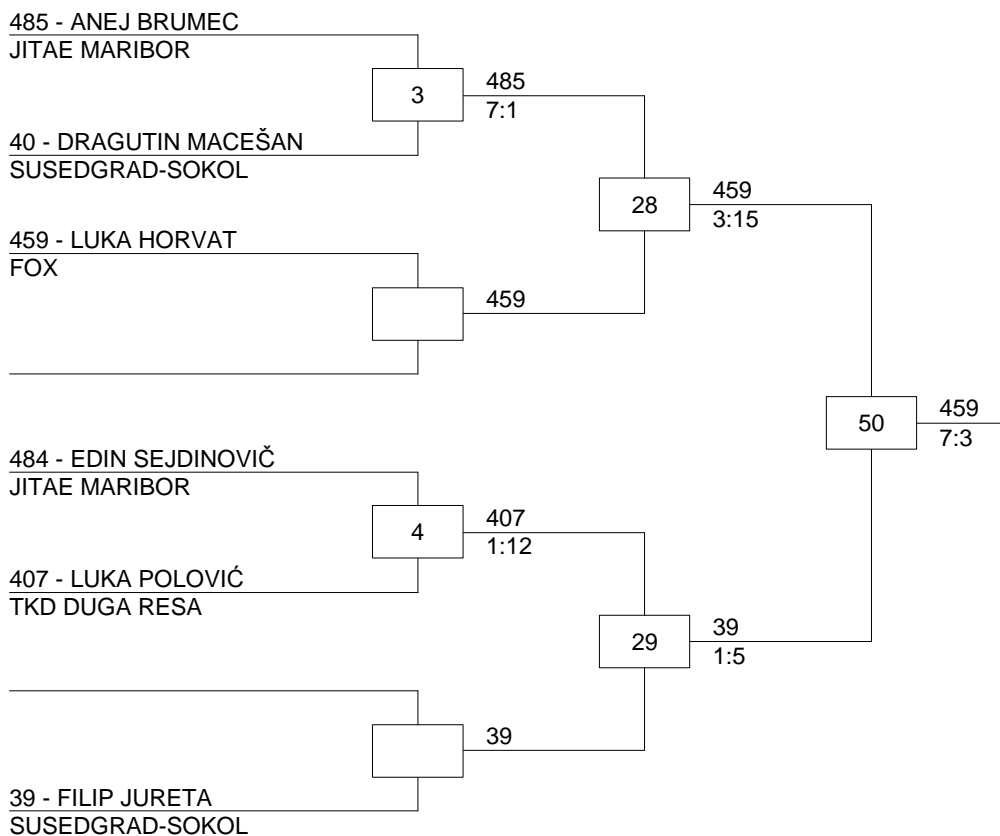 485 - ANEJ BRUMEC
JITAE MARIBOR
3
485
7:1
40 - DRAGUTIN MACEŠAN
SUSEDGRAD-SOKOL
28
459
3:15
459 - LUKA HORVAT
FOX
459
50
459
7:3
484 - EDIN SEJDINOVIČ
JITAE MARIBOR
4
407
1:12
407 - LUKA POLOVIĆ
TKD DUGA RESA
29
39
1:5
39
39 - FILIP JURETA
SUSEDGRAD-SOKOL